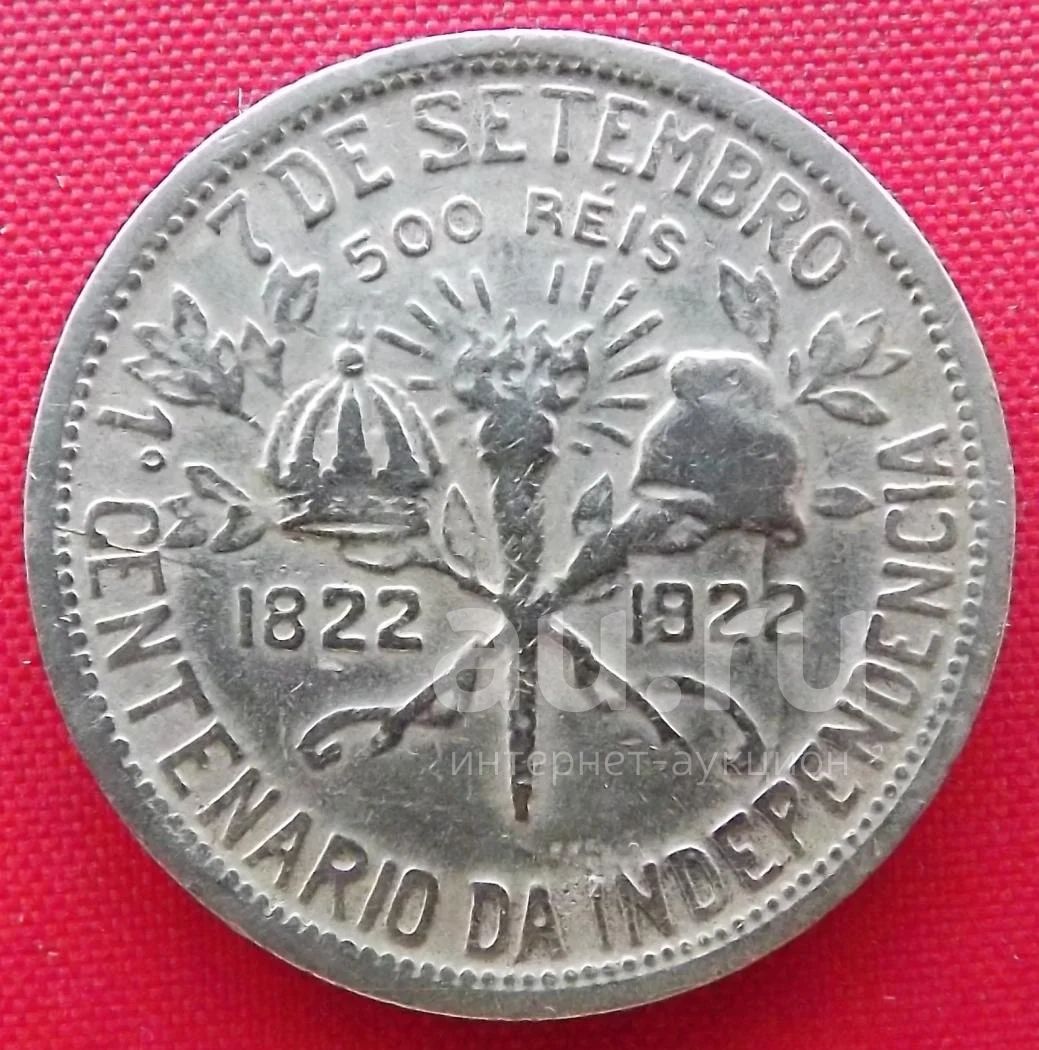 7 DE SETEMBRO
500 RÉIS
1822 1922
1º CENTENARIO DA INDEPENDENCIA
au.ru
интернет-аукцион